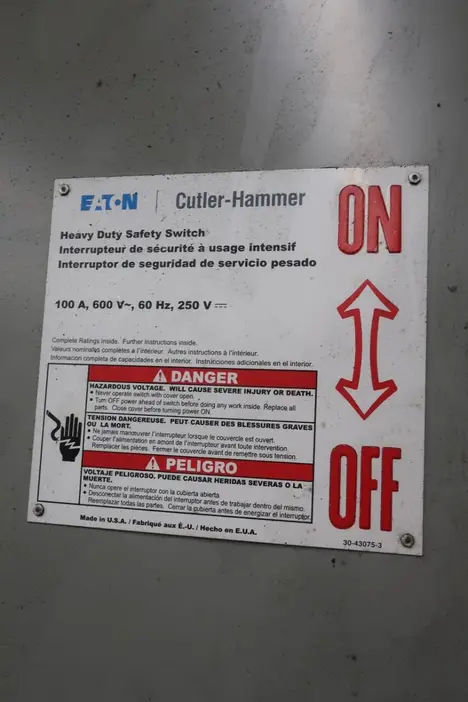 EATON | Cutler-Hammer
Heavy Duty Safety Switch
Interrupteur de sécurité à usage intensif
Interruptor de seguridad de servicio pesado
100 A, 600 V~, 60 Hz, 250 V ⎓
Complete Ratings Inside. Further Instructions inside.
Valeurs nominales complètes à l'intérieur. Autres instructions à l'intérieur.
Información completa de capacidades en el interior. Instrucciones adicionales en el interior.
⚠ DANGER
HAZARDOUS VOLTAGE. WILL CAUSE SEVERE INJURY OR DEATH.
• Never operate switch with cover open.
• Turn OFF power ahead of switch before doing any work inside. Replace all
parts. Close cover before turning power ON.
TENSION DANGEREUSE. PEUT CAUSER DES BLESSURES GRAVES
OU LA MORT.
• Ne jamais manœuvrer l'interrupteur lorsque le couvercle est ouvert.
• Couper l'alimentation en amont de l'interrupteur avant toute intervention.
Remplacer les pièces. Fermer le couvercle avant de remettre sous tension.
⚠ PELIGRO
VOLTAJE PELIGROSO. PUEDE CAUSAR HERIDAS SEVERAS O LA
MUERTE.
• Nunca opere el interruptor con la cubierta abierta
• Desconectar la alimentación del interruptor antes de trabajar dentro del mismo.
Reemplazar todas las partes. Cerrar la cubierta antes de energizar el interruptor.
Made in U.S.A. / Fabriqué aux É.-U. / Hecho en E.U.A.
ON
OFF
30-43075-3